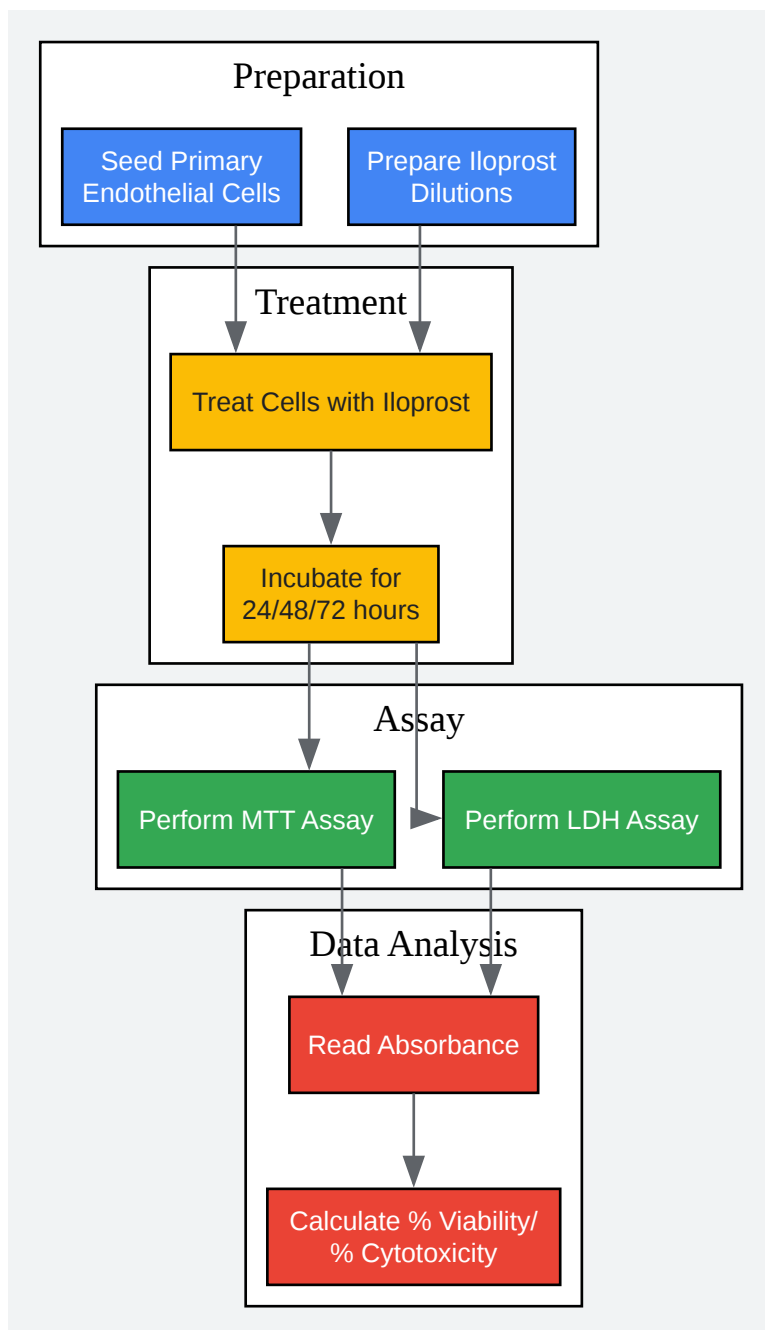 Preparation
Seed Primary
Endothelial Cells
Prepare Iloprost
Dilutions
Treatment
Treat Cells with Iloprost
Incubate for
24/48/72 hours
Assay
Perform MTT Assay
Perform LDH Assay
Data Analysis
Read Absorbance
Calculate % Viability/
% Cytotoxicity